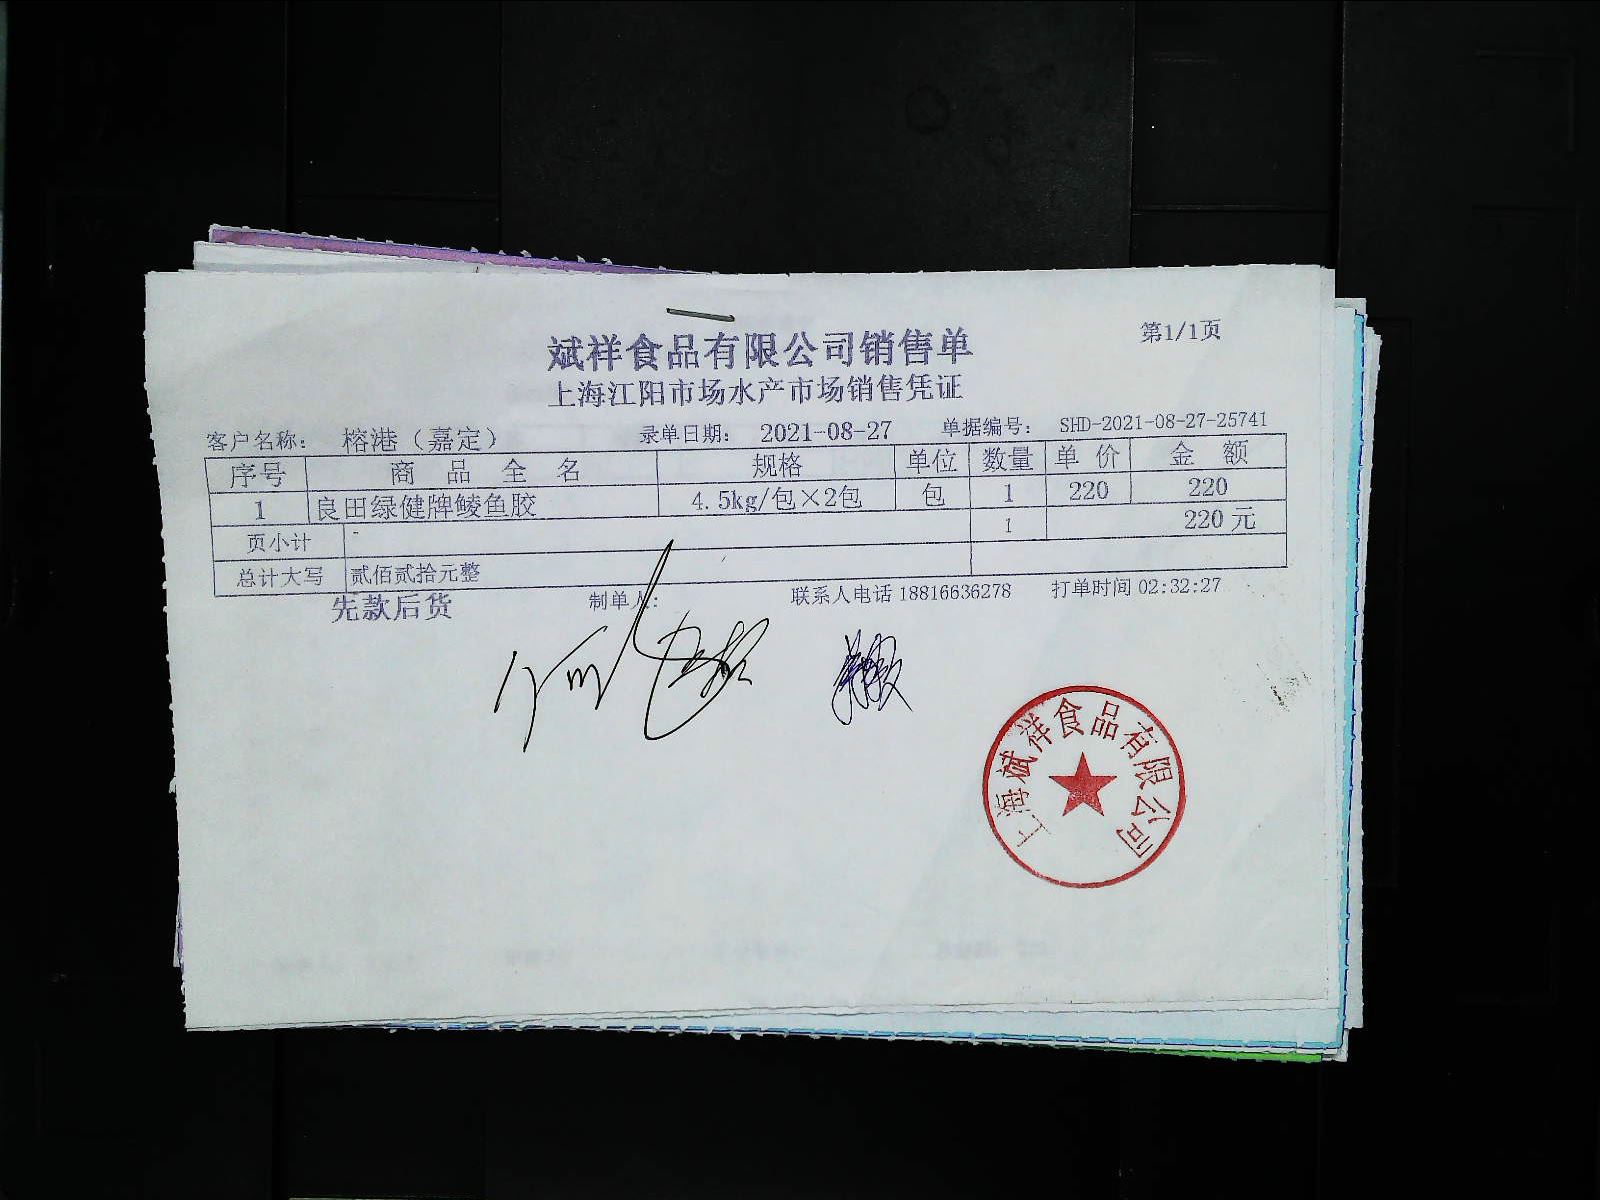 斌祥食品有限公司销售单
第1/1页
上海江阳市场水产市场销售凭证
客户名称： 榕港（嘉定） 录单日期： 2021-08-27 单据编号： SHD-2021-08-27-25741
序号 商品全名 规格 单位 数量 单价 金额
1 良田绿健牌鲮鱼胶 4.5kg/包×2包 包 1 220 220
页小计 - 1 220元
总计大写 贰佰贰拾元整
先款后货 制单人: 联系人电话 18816636278 打单时间 02:32:27
上海斌祥食品有限公司